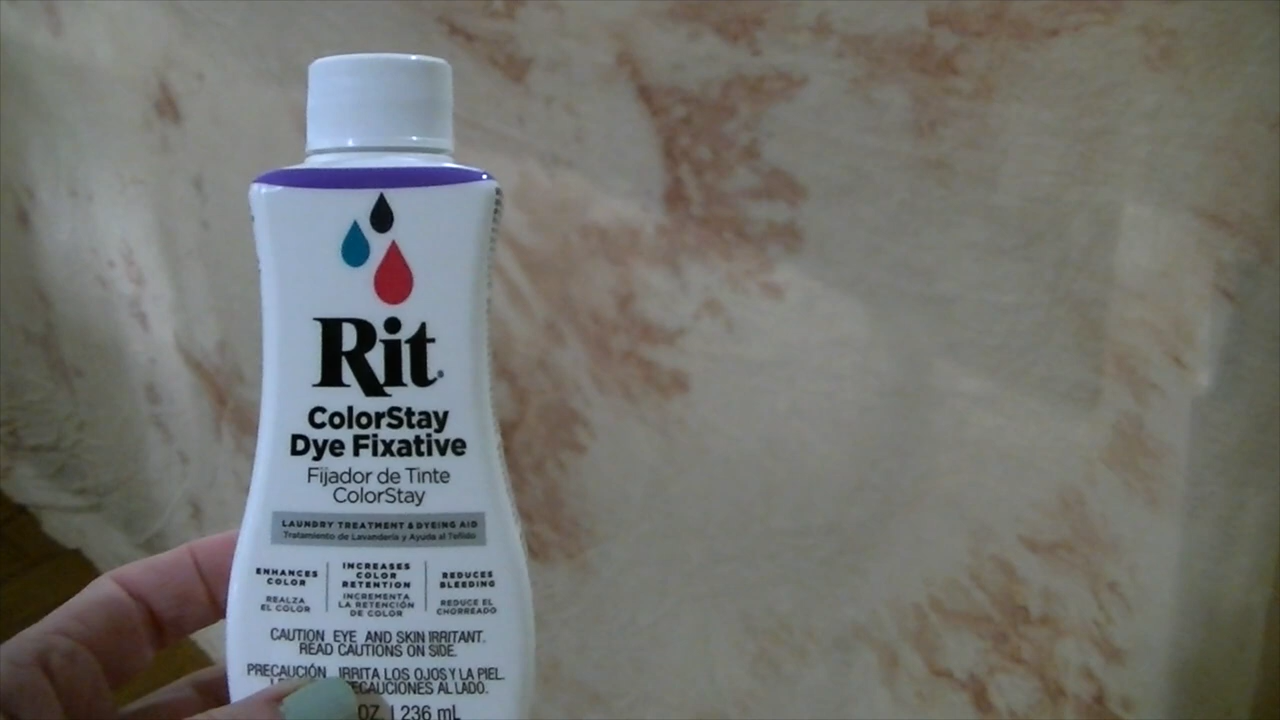 Rit
ColorStay
Dye Fixative
Fijador de Tinte
ColorStay
LAUNDRY TREATMENT & DYEING AID
Tratamiento de Lavandería y Ayuda al Teñido
ENHANCES
COLOR
REALZA
EL COLOR
INCREASES
COLOR
RETENTION
INCREMENTA
LA RETENCIÓN
DE COLOR
REDUCES
BLEEDING
REDUCE EL
CHORREADO
CAUTION EYE AND SKIN IRRITANT.
READ CAUTIONS ON SIDE.
PRECAUCIÓN IRRITA LOS OJOS Y LA PIEL.
AL LADO.
OZ. | 236 mL